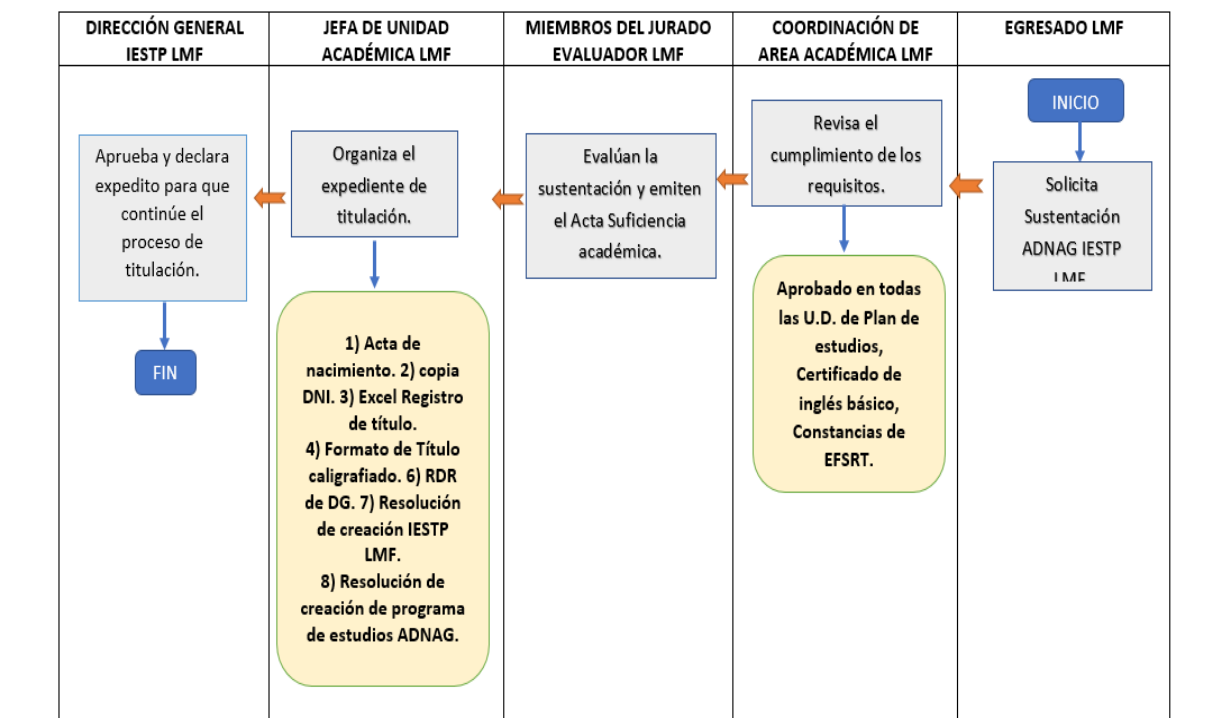 DIRECCIÓN GENERAL
IESTP LMF
JEFA DE UNIDAD
ACADÉMICA LMF
MIEMBROS DEL JURADO
EVALUADOR LMF
COORDINACIÓN DE
AREA ACADÉMICA LMF
EGRESADO LMF
Aprueba y declara
expedito para que
continúe el
proceso de
titulación.
FIN
Organiza el
expediente de
titulación.
1) Acta de
nacimiento. 2) copia
DNI. 3) Excel Registro
de título.
4) Formato de Título
caligrafiado. 6) RDR
de DG. 7) Resolución
de creación IESTP
LMF.
8) Resolución de
creación de programa
de estudios ADNAG.
Evalúan la
sustentación y emiten
el Acta Suficiencia
académica.
Revisa el
cumplimiento de los
requisitos.
Aprobado en todas
las U.D. de Plan de
estudios,
Certificado de
inglés básico,
Constancias de
EFSRT.
INICIO
Solicita
Sustentación
ADNAG IESTP
LMF